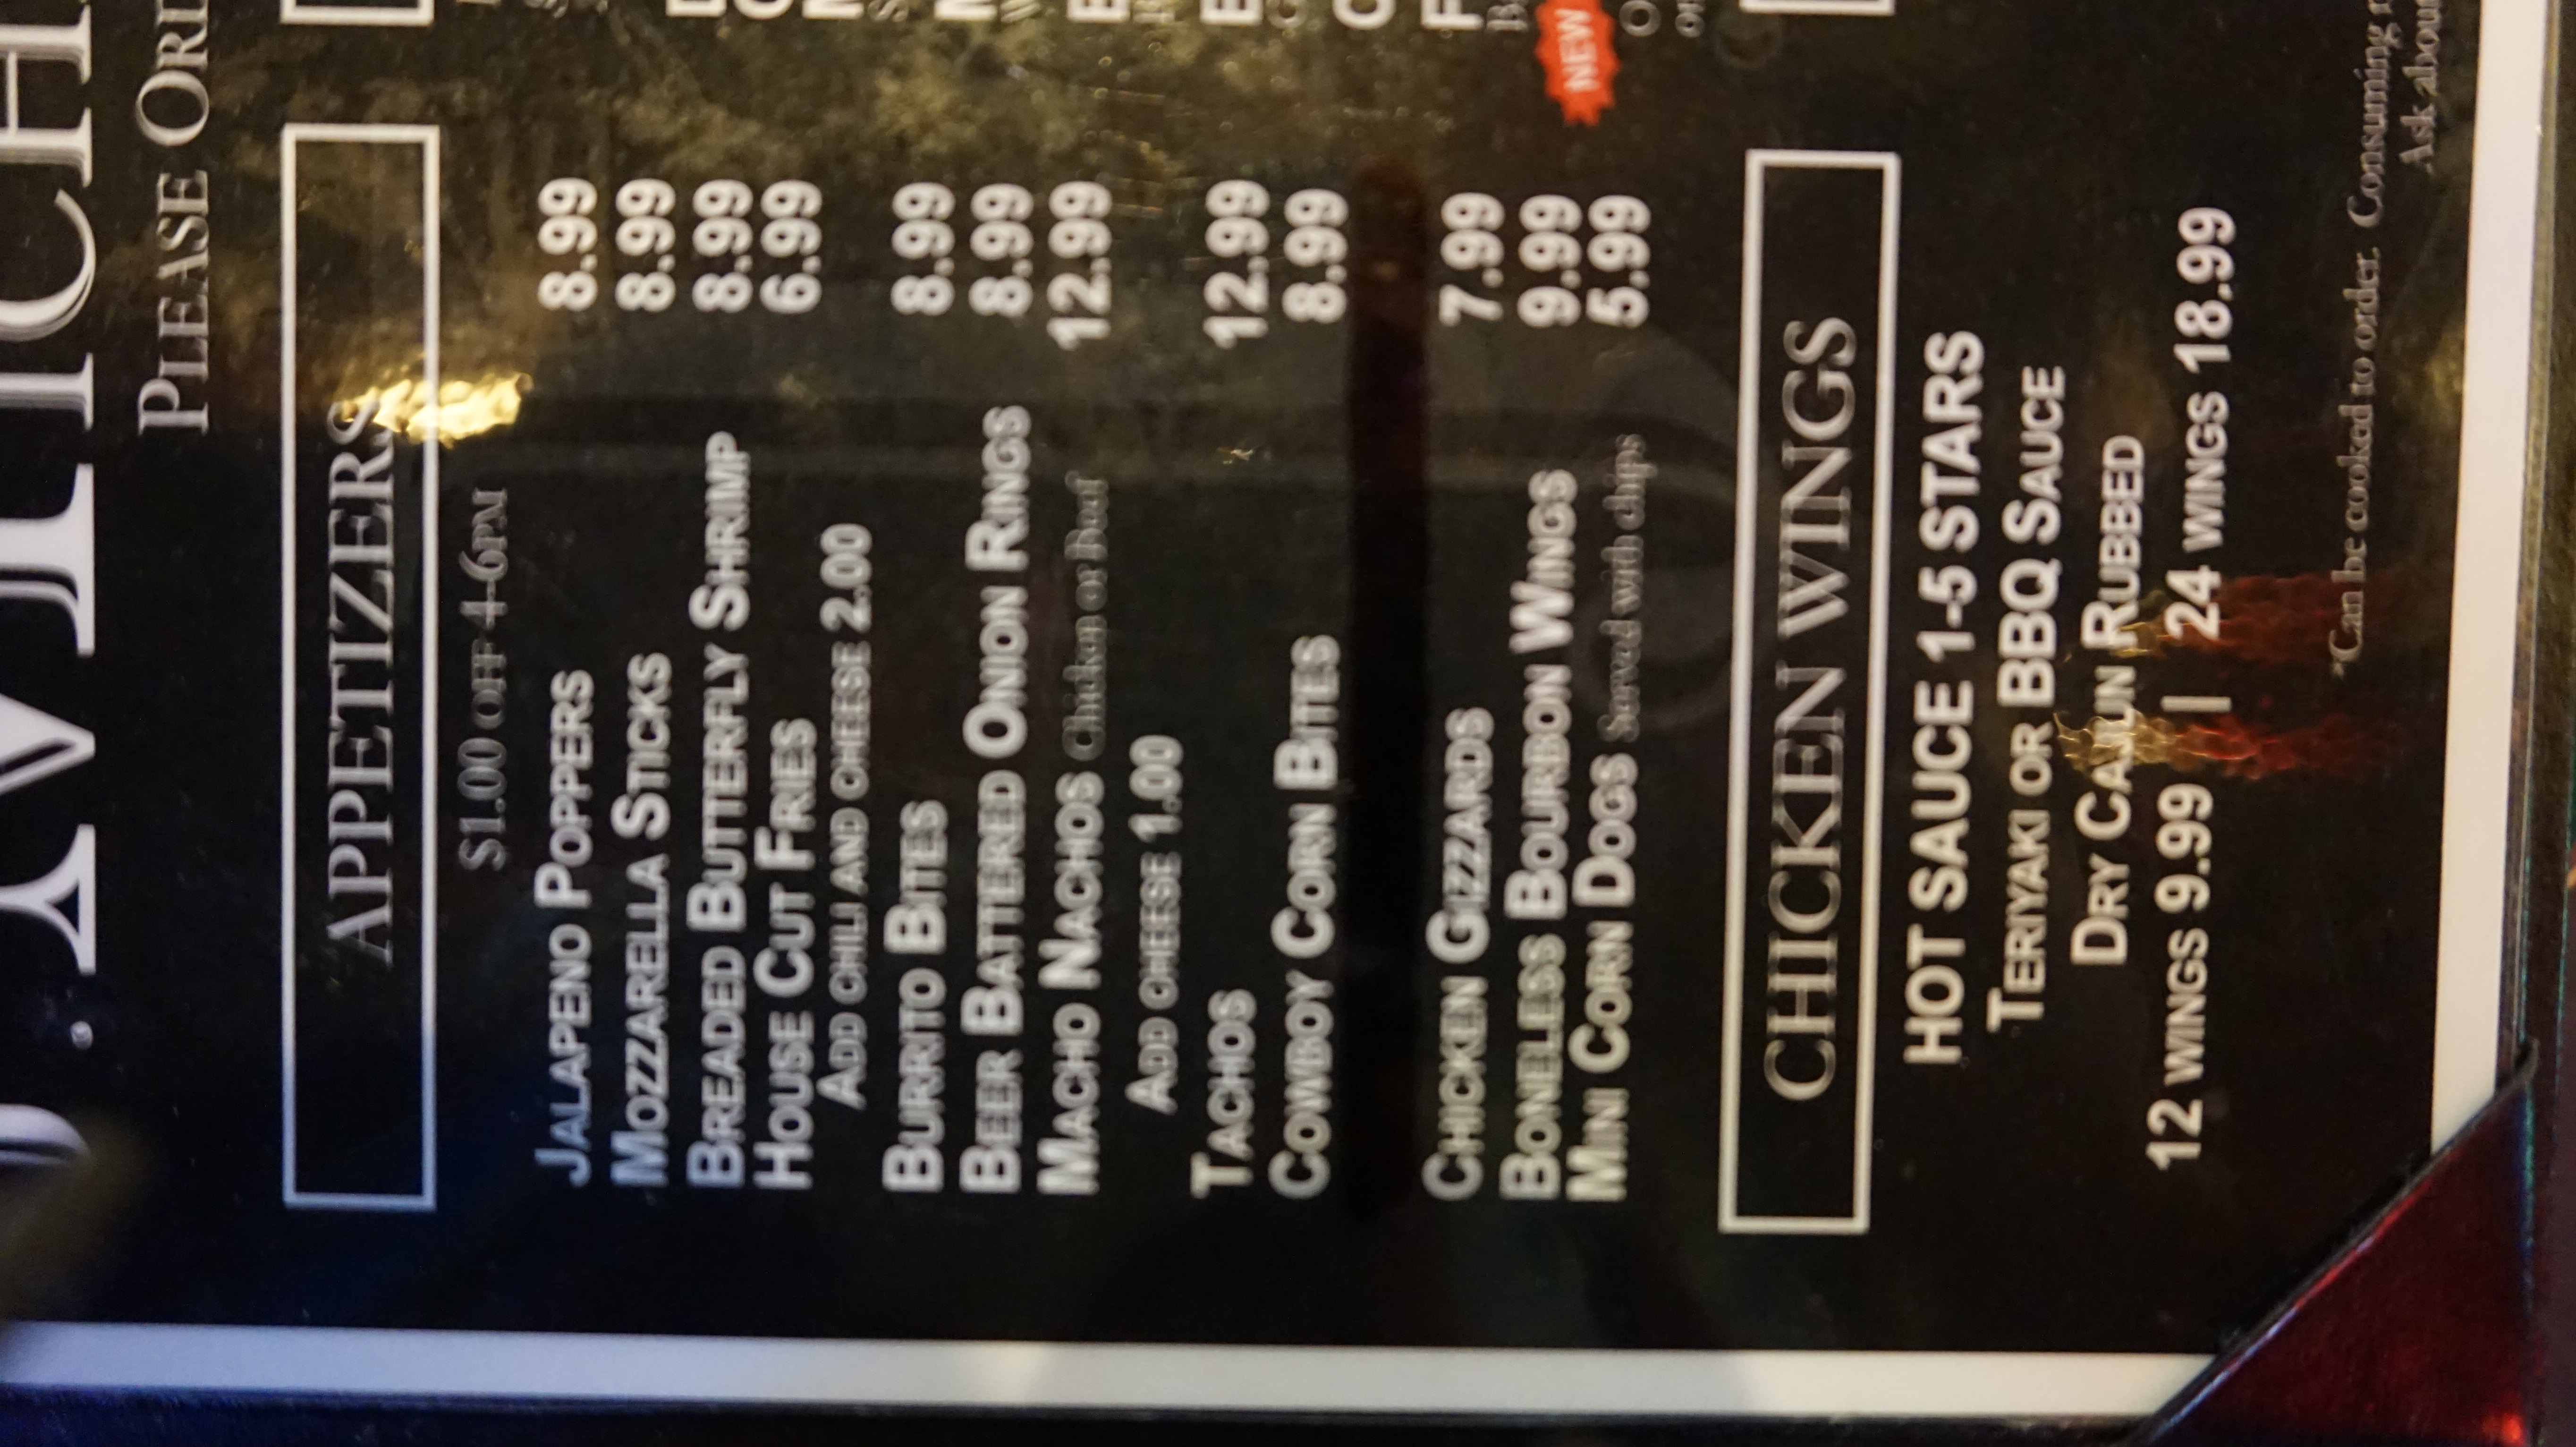 PLEASE ORD
APPETIZERS
$1.00 OFF 4-6PM
JALAPENO POPPERS 8.99
MOZZARELLA STICKS 8.99
BREADED BUTTERFLY SHRIMP 8.99
HOUSE CUT FRIES 6.99
ADD CHILI AND CHEESE 2.00
BURRITO BITES 8.99
BEER BATTERED ONION RINGS 8.99
MACHO NACHOS Chicken or Beef 12.99
ADD CHEESE 1.00
TACHOS 12.99
COWBOY CORN BITES 8.99
CHICKEN GIZZARDS 7.99
BONELESS BOURBON WINGS 9.99
MINI CORN DOGS Served with chips 5.99
CHICKEN WINGS
HOT SAUCE 1-5 STARS
TERIYAKI OR BBQ SAUCE
DRY CAJUN RUBBED
12 WINGS 9.99 | 24 WINGS 18.99
*Can be cooked to order. Consuming
Ask abou
NEW